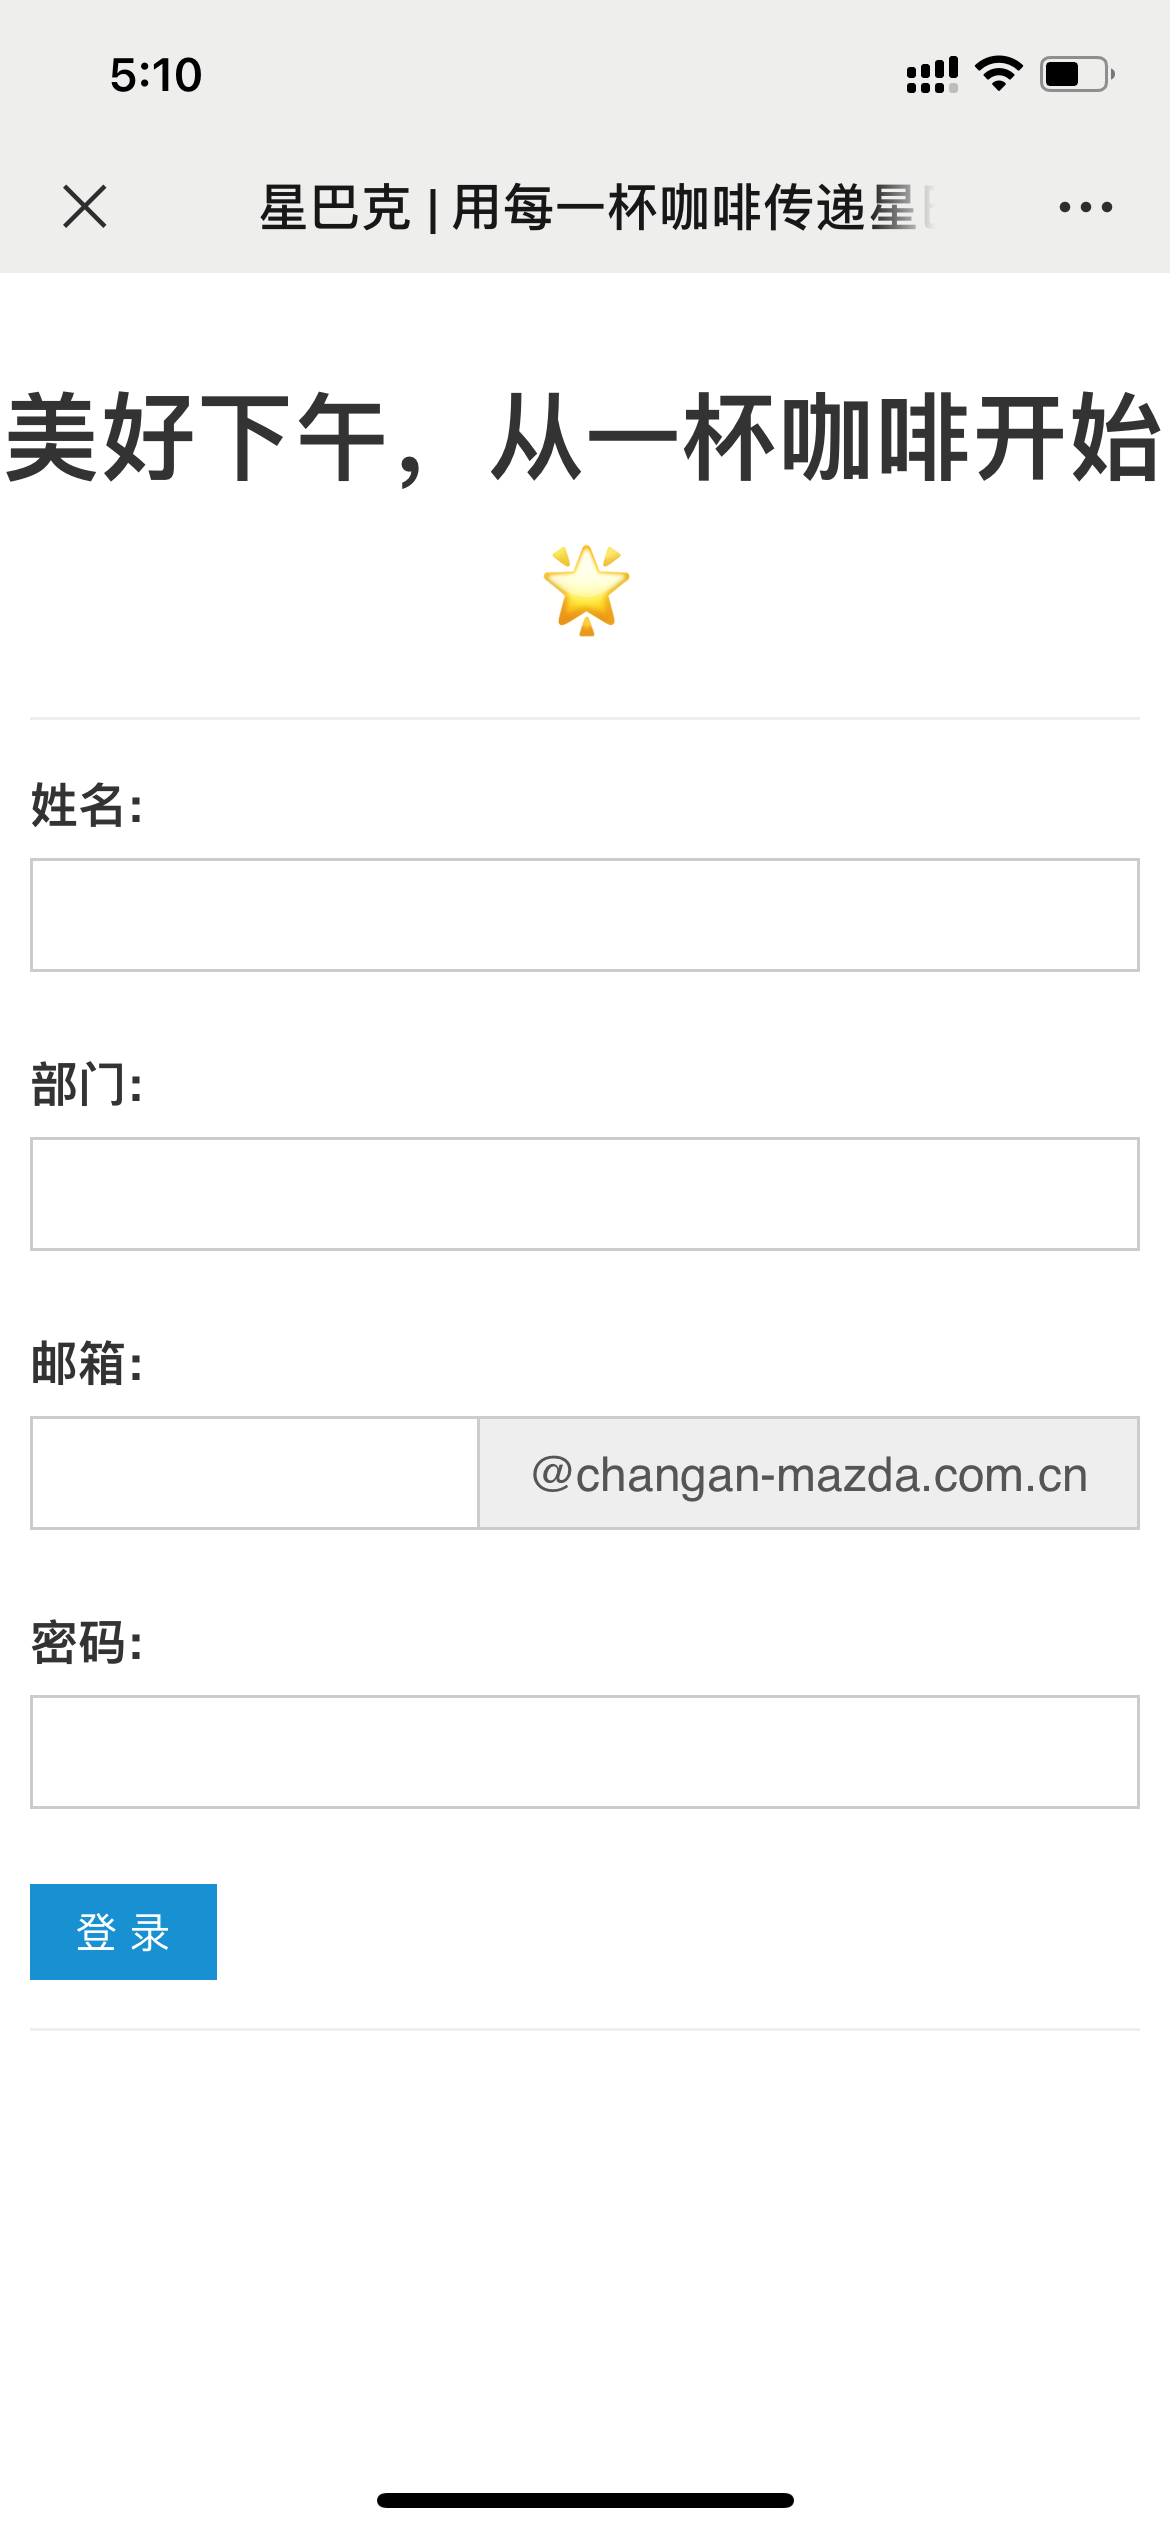 5:10
星巴克 | 用每一杯咖啡传递星
美好下午，从一杯咖啡开始
🌟
姓名:
部门:
邮箱:
@changan-mazda.com.cn
密码:
登 录